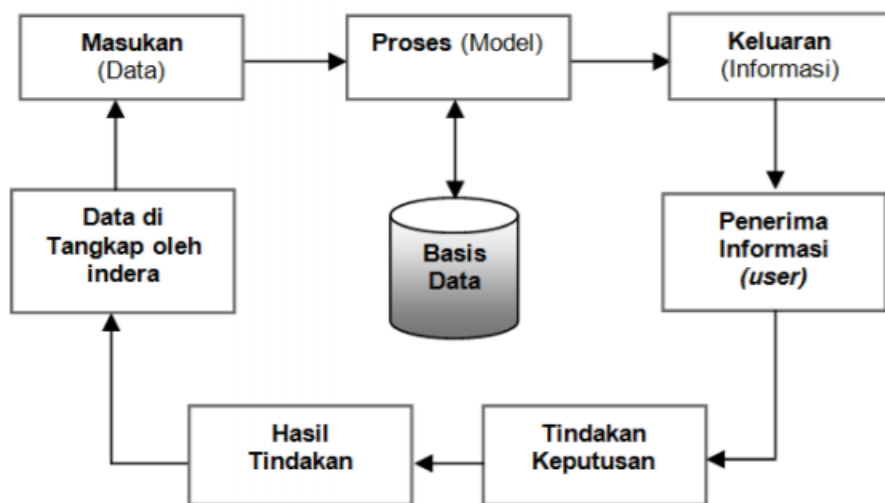 Masukan
(Data)
Proses (Model)
Keluaran
(Informasi)
Data di
Tangkap oleh
indera
Basis
Data
Penerima
Informasi
(user)
Hasil
Tindakan
Tindakan
Keputusan